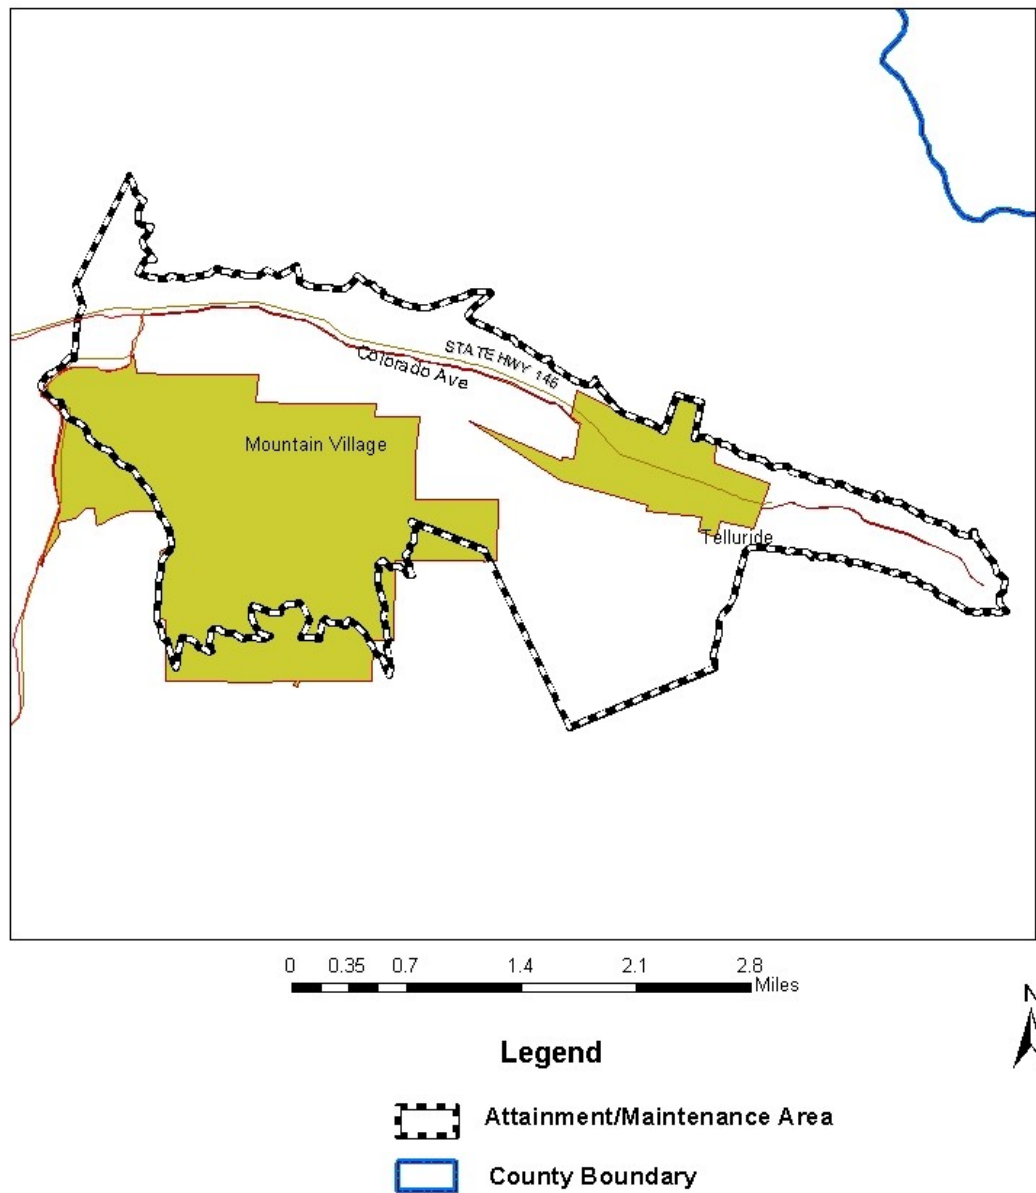 STATE HWY 145
Colorado Ave
Mountain Village
Telluride
0 0.35 0.7 1.4 2.1 2.8
Miles
N
Legend
Attainment/Maintenance Area
County Boundary